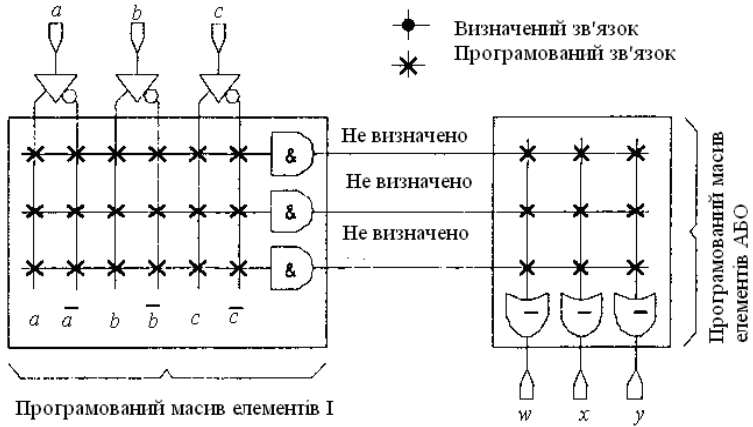 a b c
Визначений зв'язок
Програмований зв'язок
Не визначено
&
Не визначено
&
Не визначено
&
a a̅ b b̅ c c̅
Програмований масив елементів І
Програмований масив
елементів АБО
w x y